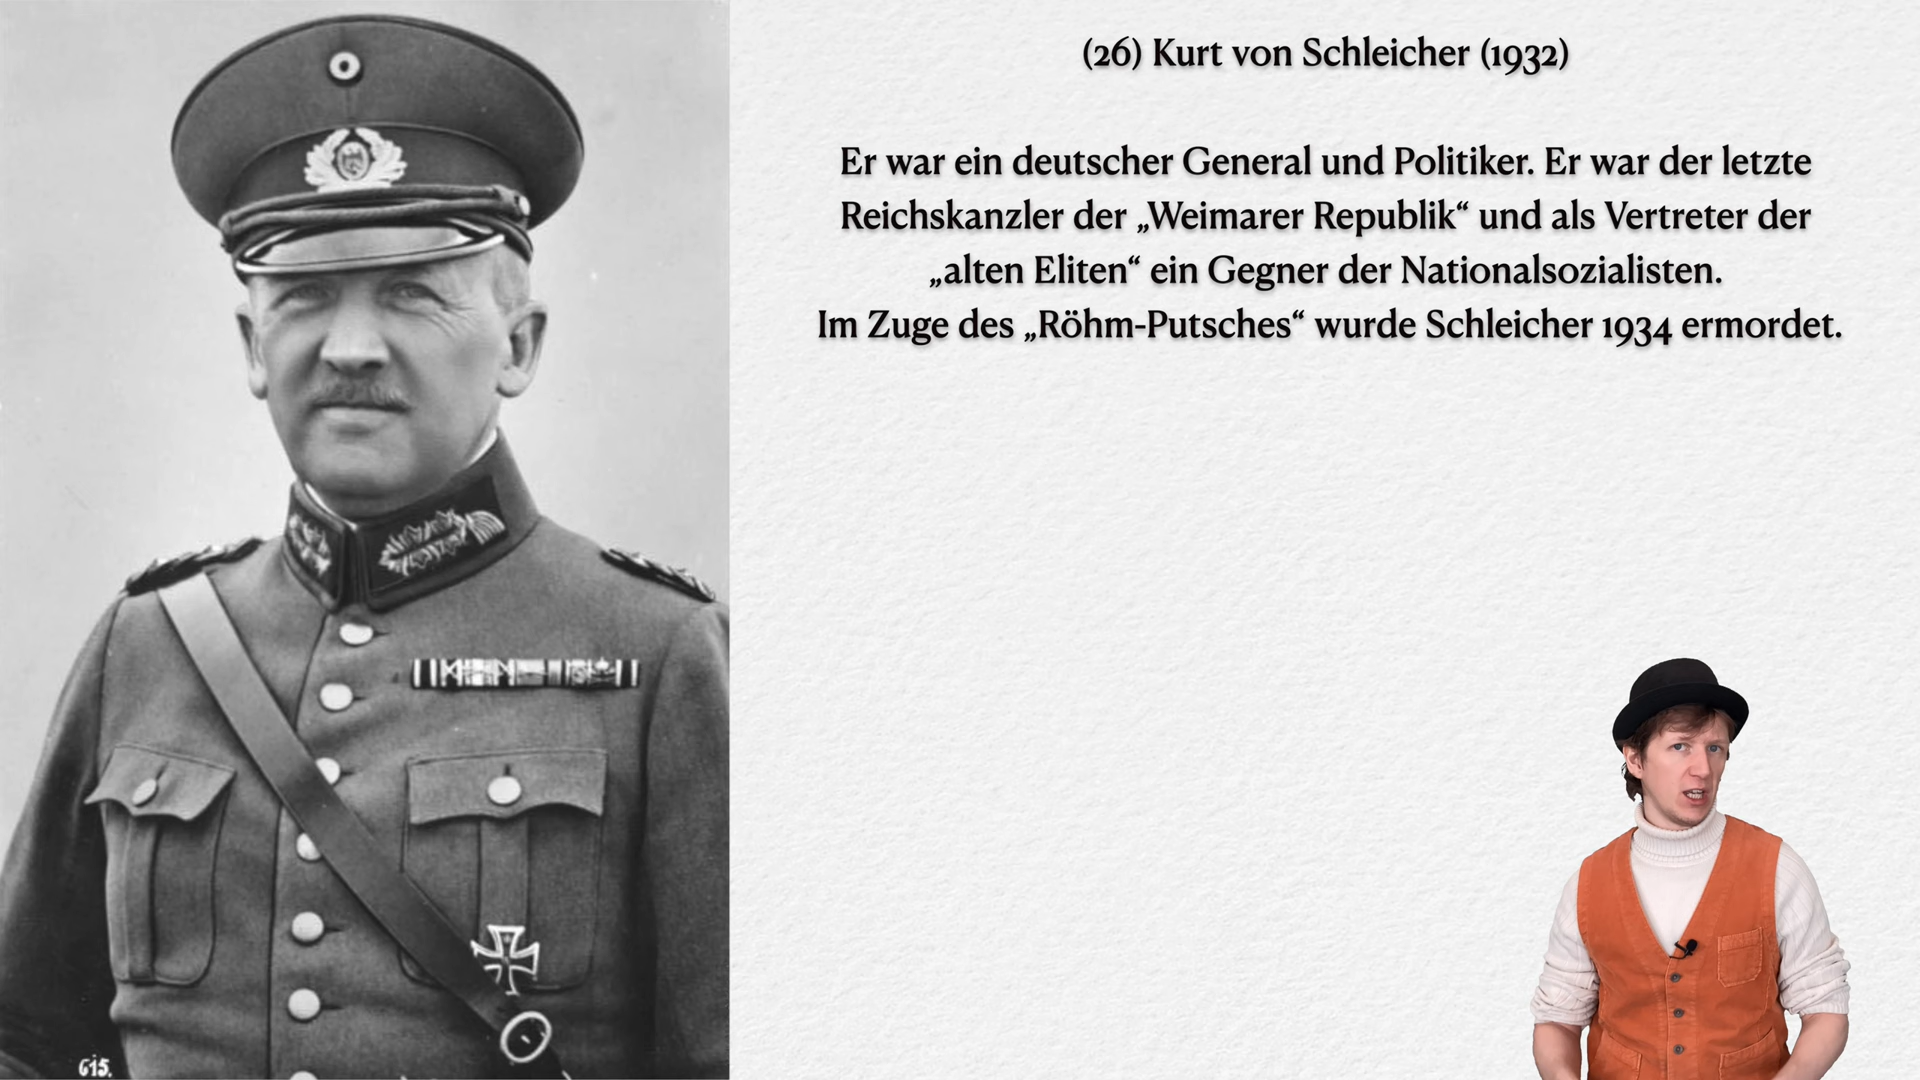 (26) Kurt von Schleicher (1932)
Er war ein deutscher General und Politiker. Er war der letzte
Reichskanzler der „Weimarer Republik“ und als Vertreter der
„alten Eliten“ ein Gegner der Nationalsozialisten.
Im Zuge des „Röhm-Putsches“ wurde Schleicher 1934 ermordet.
615.